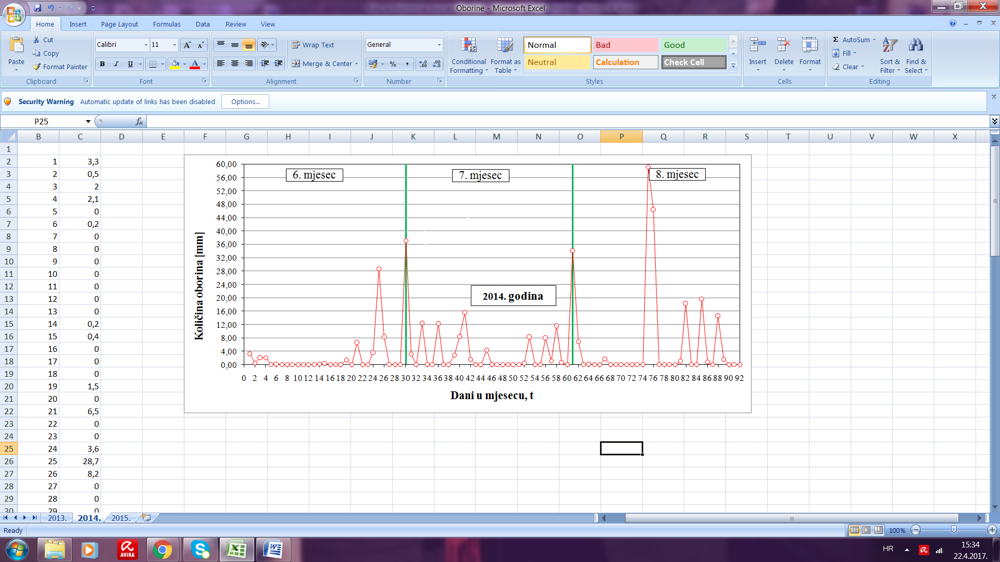 Oborine - Microsoft Excel
Home Insert Page Layout Formulas Data Review View
Paste Cut Copy Format Painter Clipboard
Calibri 11 B I U A Font
Wrap Text Merge & Center Alignment
General % , Number
Conditional Formatting Format as Table Normal Bad Good Neutral Calculation Check Cell Styles
Insert Delete Format Cells
Σ AutoSum Fill Clear Sort & Filter Find & Select Editing
Security Warning Automatic update of links has been disabled Options...
P25 fx
B C D E F G H I J K L M N O P Q R S T U V W X
1
2 1 3,3
3 2 0,5
4 3 2
5 4 2,1
6 5 0
7 6 0,2
8 7 0
9 8 0
10 9 0
11 10 0
12 11 0
13 12 0
14 13 0
15 14 0,2
16 15 0,4
17 16 0
18 17 0
19 18 0
20 19 1,5
21 20 0
22 21 6,5
23 22 0
24 23 0
25 24 3,6
26 25 28,7
27 26 8,2
28 27 0
29 28 0
30 29 0
60,00
56,00
52,00
48,00
44,00
40,00
36,00
32,00
28,00
24,00
20,00
16,00
12,00
8,00
4,00
0,00
Količina oborina [mm]
6. mjesec 7. mjesec 8. mjesec
2014. godina
0 2 4 6 8 10 12 14 16 18 20 22 24 26 28 30 32 34 36 38 40 42 44 46 48 50 52 54 56 58 60 62 64 66 68 70 72 74 76 78 80 82 84 86 88 90 92
Dani u mjesecu, t
2013. 2014. 2015.
Ready 100%
AVIRA HR 15:34
22.4.2017.